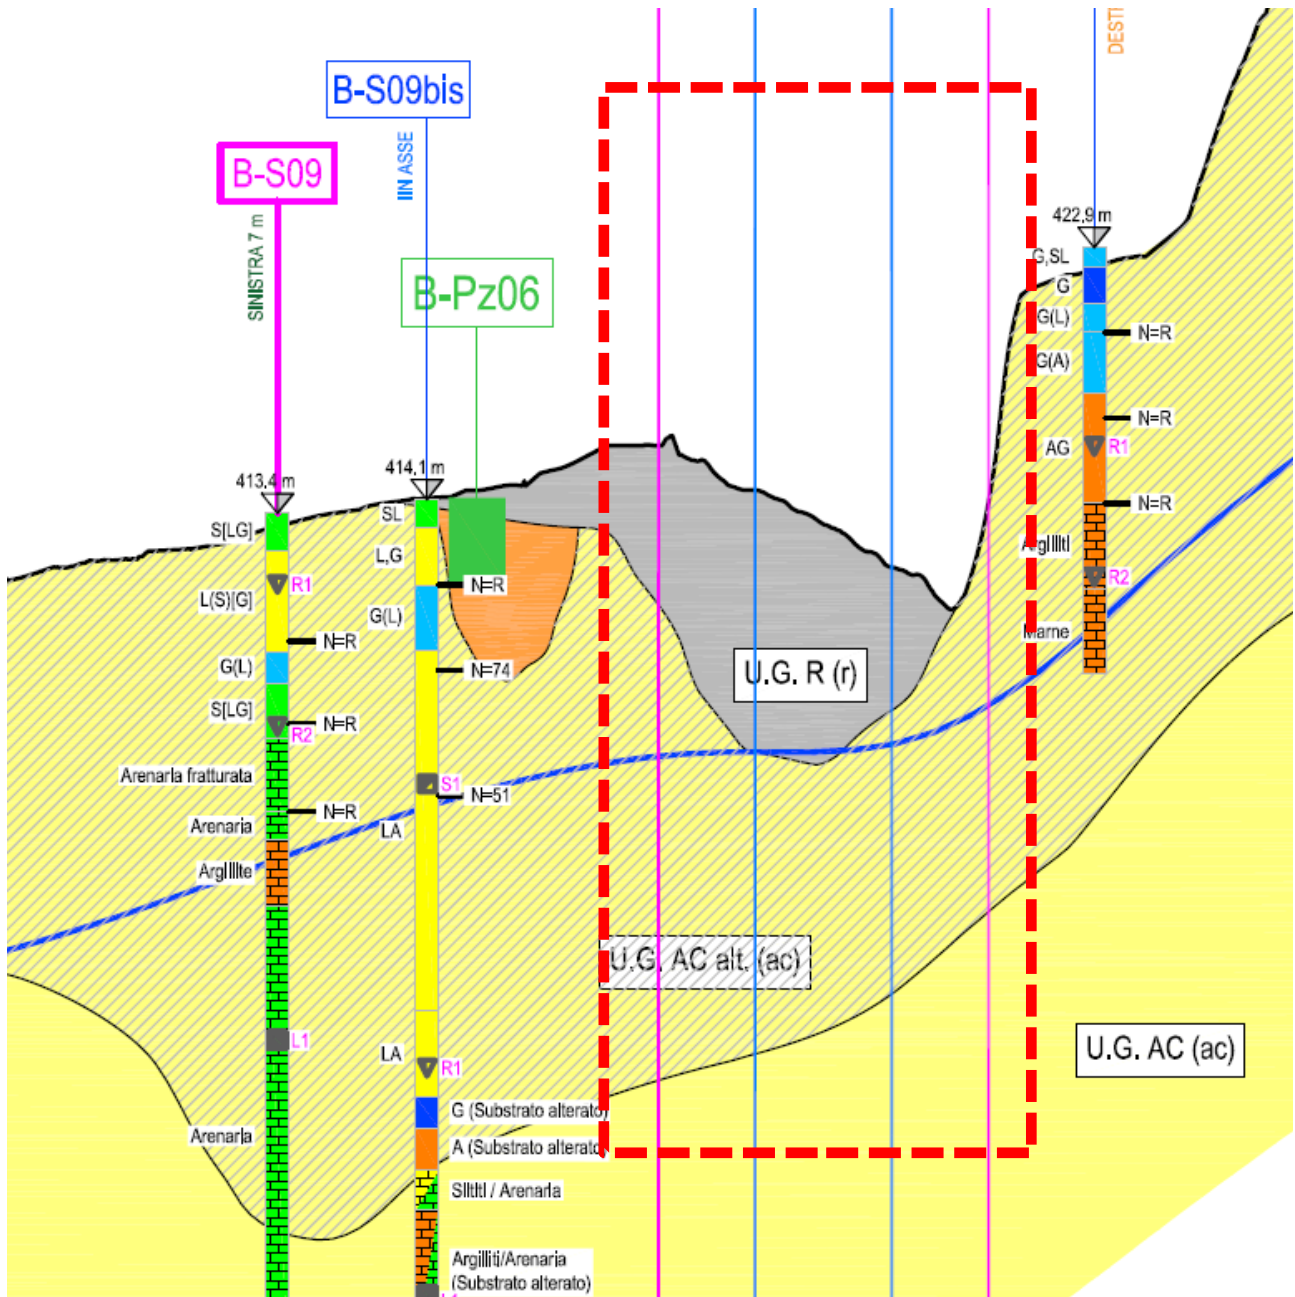 DESTI
B-S09bis
IIN ASSE
B-S09
SINISTRA 7 m
B-Pz06
422,9 m
G,SL
G
G(L)
N=R
G(A)
N=R
AG
R1
N=R
Argilliti
R2
Marne
413,4 m
414,1 m
S[LG]
SL
L,G
R1
N=R
L(S)[G]
G(L)
N=R
G(L)
N=74
U.G. R (r)
S[LG]
N=R
R2
Arenaria fratturata
S1
N=51
N=R
Arenaria
LA
Argillite
U.G. AC alt. (ac)
L1
LA
R1
U.G. AC (ac)
G (Substrato alterato)
Arenaria
A (Substrato alterato
Siltiti / Arenaria
Argilliti/Arenaria
(Substrato alterato)